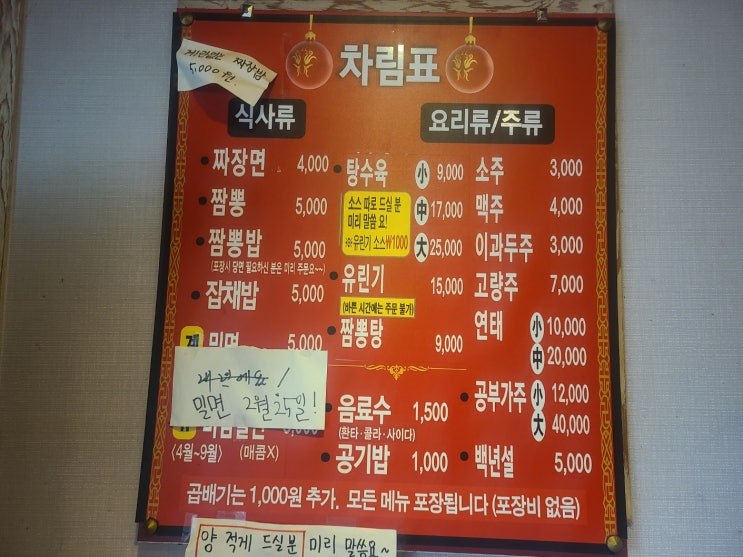 짜장밥
5,000원
차림표
식사류
짜장면 4,000
짬뽕 5,000
짬뽕밥 5,000
(포장시 당면 필요하신 분은 미리 주문요~~)
잡채밥 5,000
밀면 5,000
내년에요 /
밀면 2월 25일!
〈4월~9월〉 (매콤X)
요리류/주류
탕수육 小 9,000
소스 따로 드실 분
미리 말씀 요!
※유린기 소스₩1000
中 17,000
大 25,000
유린기 15,000
(바쁜 시간에는 주문 불가)
짬뽕탕 9,000
음료수 1,500
(환타·콜라·사이다)
공기밥 1,000
소주 3,000
맥주 4,000
이과두주 3,000
고량주 7,000
연태 小 10,000
中 20,000
공부가주 小 12,000
大 40,000
백년설 5,000
곱배기는 1,000원 추가. 모든 메뉴 포장됩니다 (포장비 없음)
양 적게 드실분 미리 말씀요~